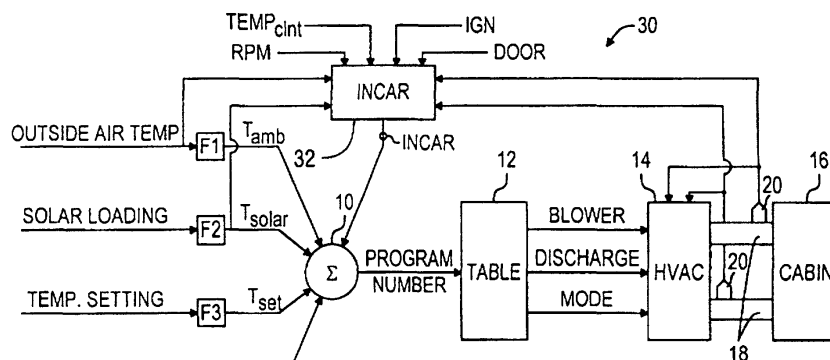 TEMPclnt
IGN
RPM
DOOR
30
INCAR
OUTSIDE AIR TEMP
F1
Tamb
32
INCAR
12
14
16
20
SOLAR LOADING
F2
Tsolar
10
BLOWER
Σ
PROGRAM
NUMBER
TABLE
DISCHARGE
HVAC
CABIN
20
TEMP. SETTING
F3
Tset
MODE
18